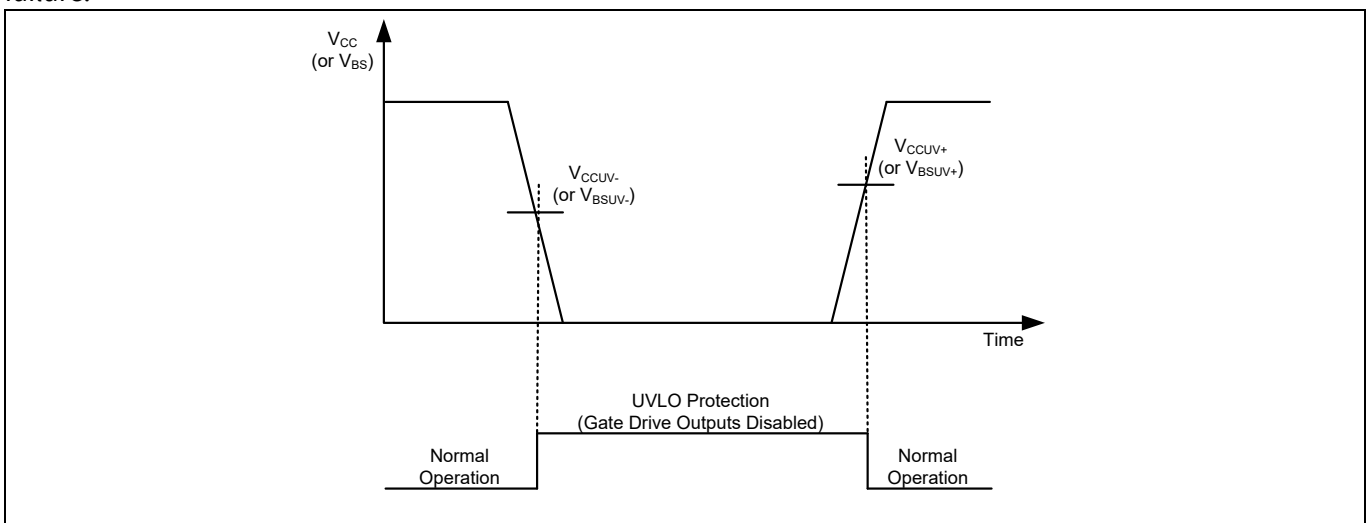 failure.
V_CC
(or V_BS)
V_CCUV-
(or V_BSUV-)
V_CCUV+
(or V_BSUV+)
Time
UVLO Protection
(Gate Drive Outputs Disabled)
Normal
Operation
Normal
Operation